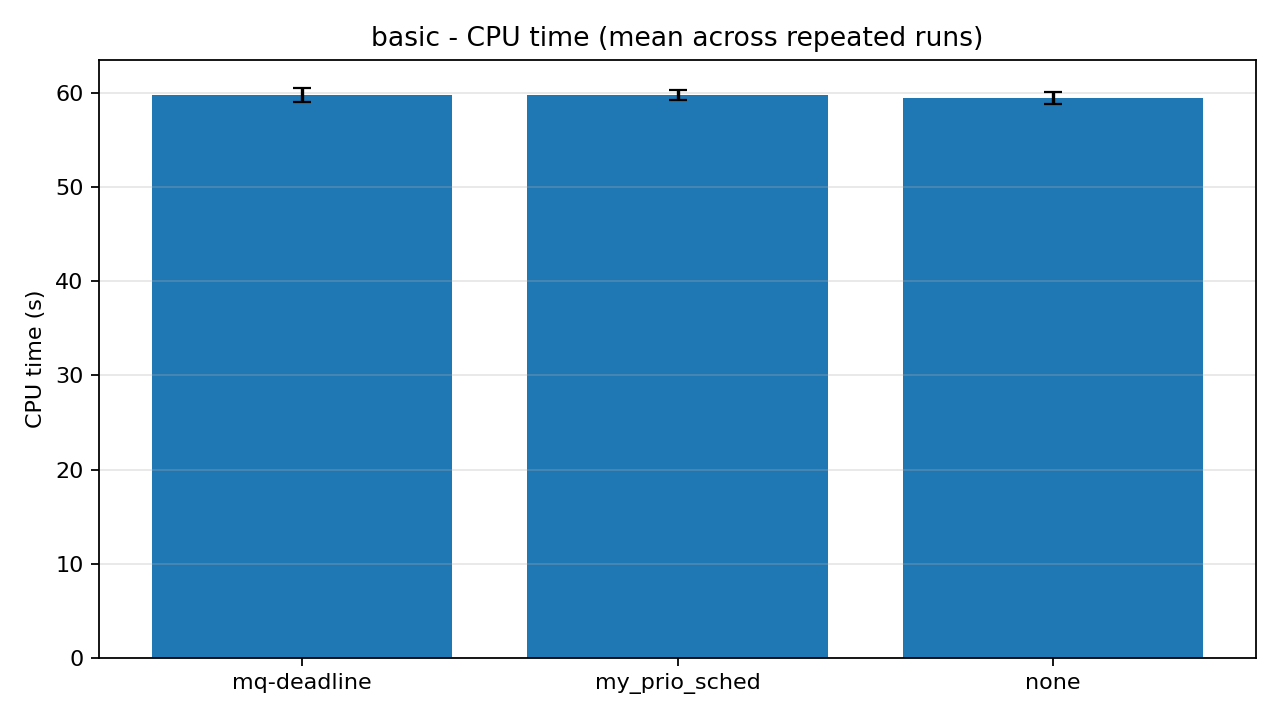 basic - CPU time (mean across repeated runs)
CPU time (s)
60
50
40
30
20
10
0
mq-deadline
my_prio_sched
none